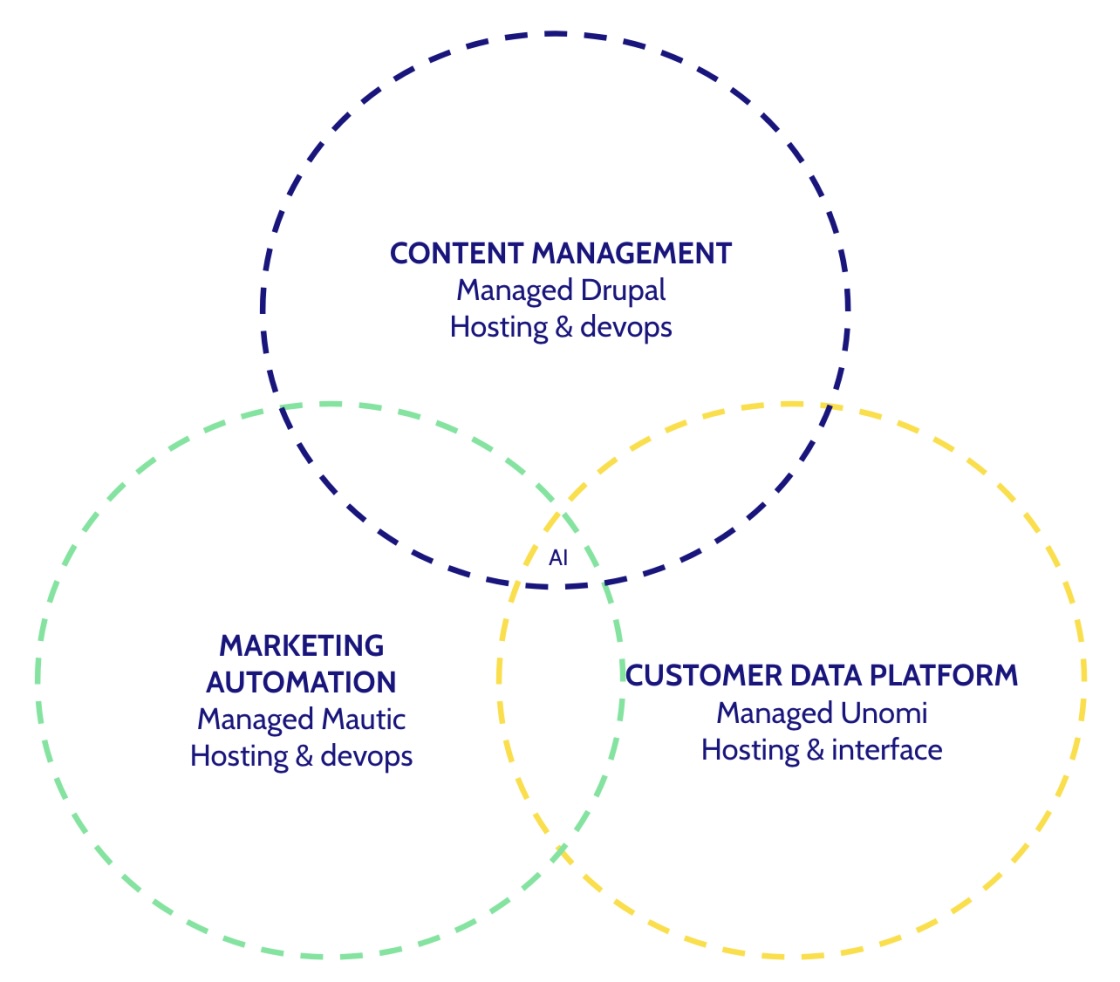 CONTENT MANAGEMENT
Managed Drupal
Hosting & devops
AI
MARKETING
AUTOMATION
Managed Mautic
Hosting & devops
CUSTOMER DATA PLATFORM
Managed Unomi
Hosting & interface